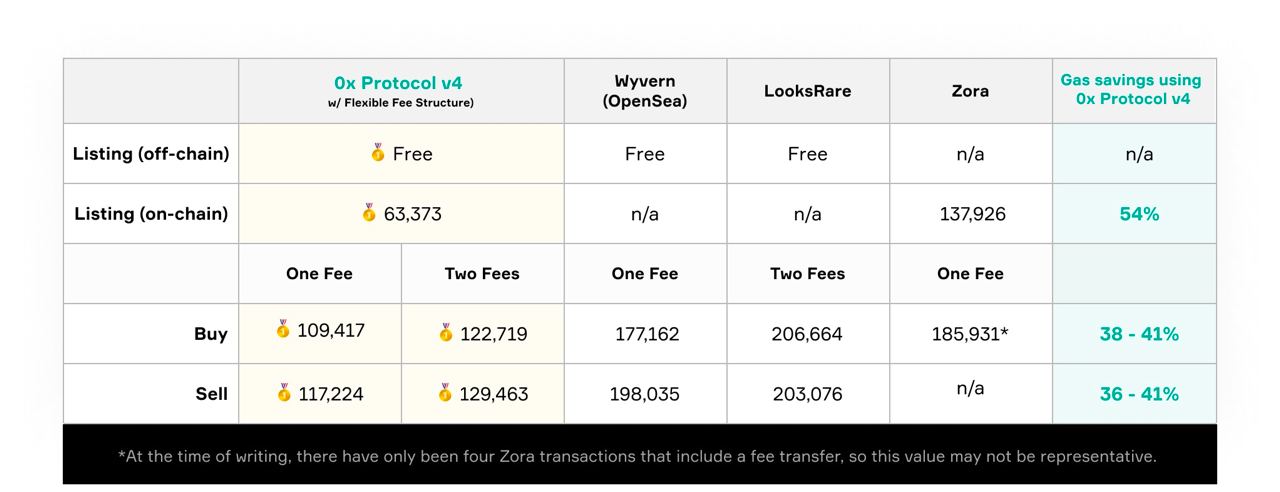 0x Protocol v4
w/ Flexible Fee Structure)
Wyvern
(OpenSea)
LooksRare
Zora
Gas savings using
0x Protocol v4
Listing (off-chain)
🏅 Free
Free
Free
n/a
n/a
Listing (on-chain)
🏅 63,373
n/a
n/a
137,926
54%
One Fee
Two Fees
One Fee
Two Fees
One Fee
Buy
🏅 109,417
🏅 122,719
177,162
206,664
185,931*
38 - 41%
Sell
🏅 117,224
🏅 129,463
198,035
203,076
n/a
36 - 41%
*At the time of writing, there have only been four Zora transactions that include a fee transfer, so this value may not be representative.